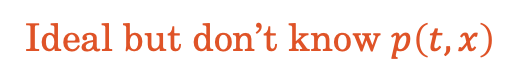 Ideal but don’t know p(t, x)